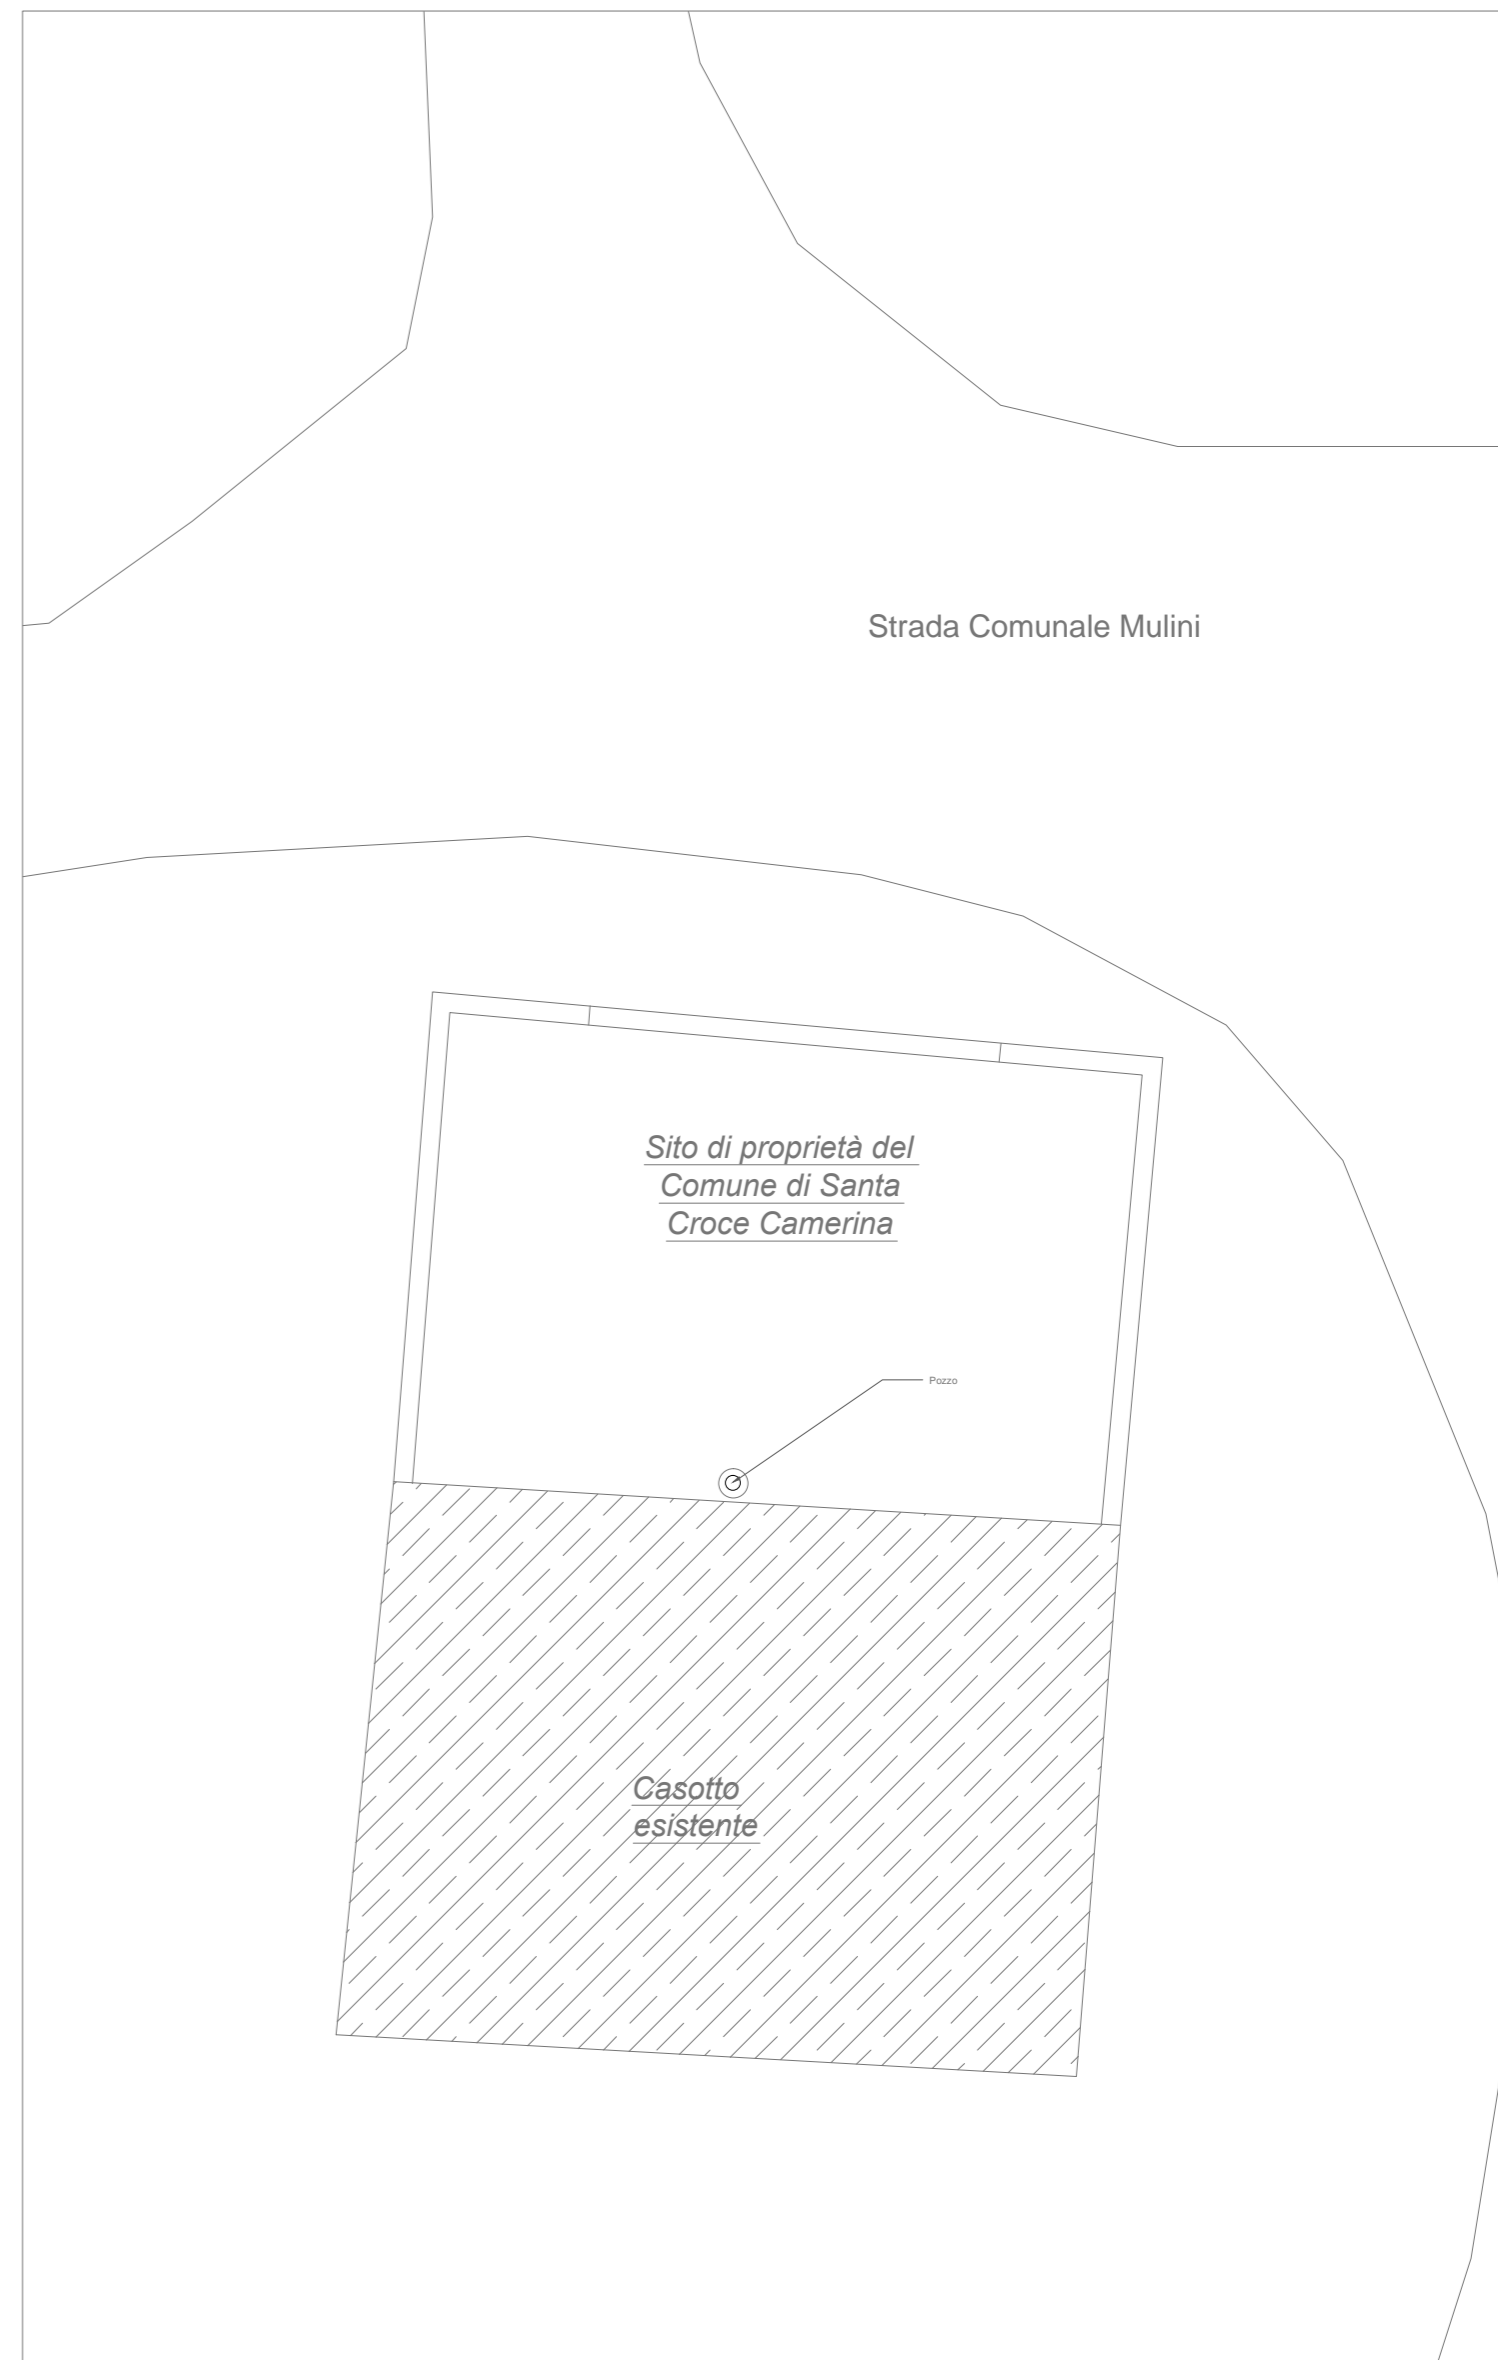 Strada Comunale Mulini
Sito di proprietà del
Comune di Santa
Croce Camerina
Pozzo
Casotto
esistente